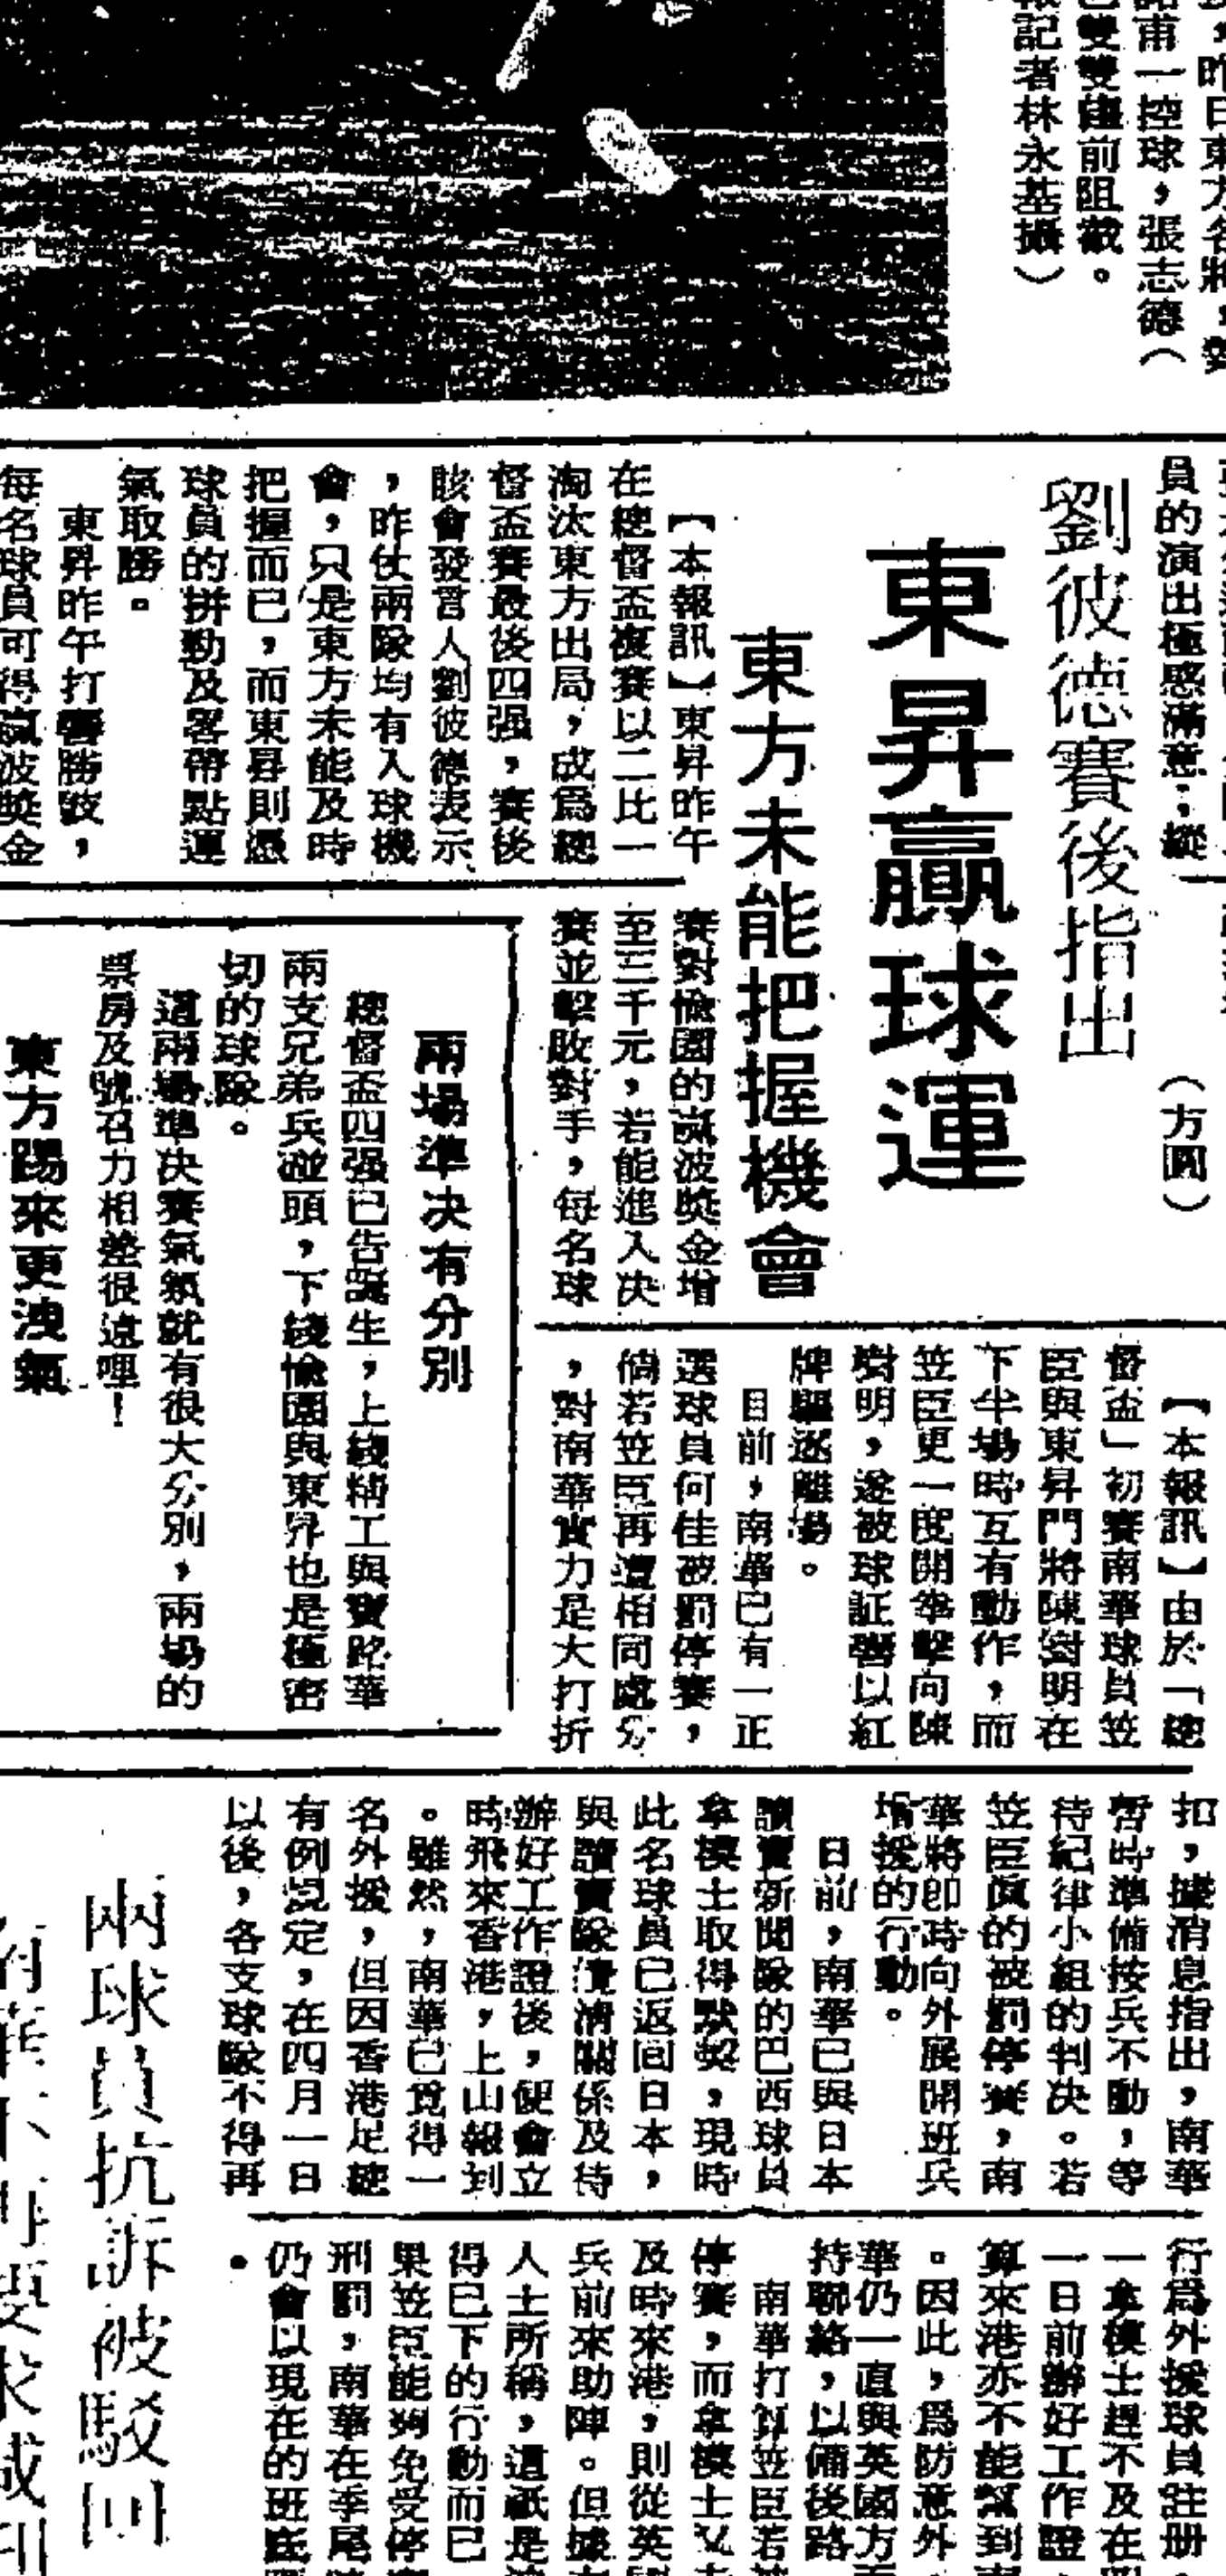 昨日東方名將，
甫一控球，張志德（
雙雙趕前阻截。
記者林永基攝）
員的演出極感滿意；縱
（方圓）
劉彼德賽後指出
東昇贏球運
東方未能把握機會
【本報訊】東昇昨午
在總督盃複賽以二比一
淘汰東方出局，成爲總
督盃賽最後四强，賽後
該會發言人劉彼德表示
，昨仗兩隊均有入球機
會，只是東方未能及時
把握而已，而東昇則憑
球員的拼勁及客帶點運
氣取勝。
東昇昨午打響勝鼓，
每名球員可得贏波獎金
賽對愉園的贏波獎金增
至三千元，若能進入决
賽並擊敗對手，每名球
兩場準决有分別
總督盃四强已告誕生，上綫精工與寶路華
兩支兄弟兵碰頭，下綫愉園與東昇也是極密
切的球隊。
這兩場準决賽氣氛就有很大分別，兩場的
票房及號召力相差很遠哩！
東方踢來更洩氣
【本報訊】由於「總
督盃」初賽南華球員笠
臣與東昇門將陳樹明在
下半場時互有動作，而
笠臣更一度開拳擊向陳
樹明，遂被球証響以紅
牌驅逐離場。
目前，南華已有一正
選球員何佳被罰停賽，
倘若笠臣再遭相同處分
，對南華實力是大打折
扣，據消息指出，南華
暫時準備按兵不動，等
待紀律小組的判决。若
笠臣眞的被罰停賽，南
華將卽時向外展開班兵
增援的行動。
日前，南華已與日本
讀賣新聞隊的巴西球員
拿模士取得默契，現時
此名球員已返回日本，
與讀賣隊淸關係及待
辦好工作證後，便會立
時飛來香港，上山報到
。雖然，南華已覓得一
名外援，但因香港足總
有例規定，在四月一日
以後，各支球隊不得再
行爲外援球員註册
一拿模士趕不及在四
一日前辦好工作證，
算來港亦不能幫到南
。因此，爲防意外，
華仍一直與英國方面
持聯絡，以備後路
南華打算笠臣若被
停賽，而拿模士又未
及時來港，則從英國
兵前來助陣。但據
人士所稱，這祇是
得已下的行動而已
果笠臣能夠免受停賽
刑罰，南華在季尾
仍會以現在的班底
。
兩球員抗訴被駁回